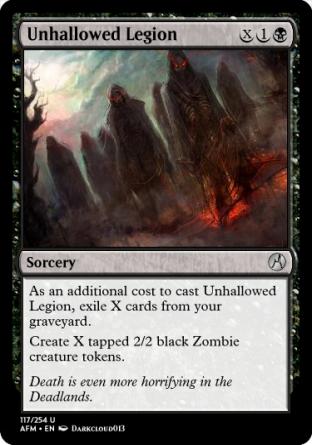 Unhallowed Legion X 1
Sorcery
As an additional cost to cast Unhallowed
Legion, exile X cards from your
graveyard.
Create X tapped 2/2 black Zombie
creature tokens.
Death is even more horrifying in the
Deadlands.
117/254 U
AFM • EN DARKCLOUD013